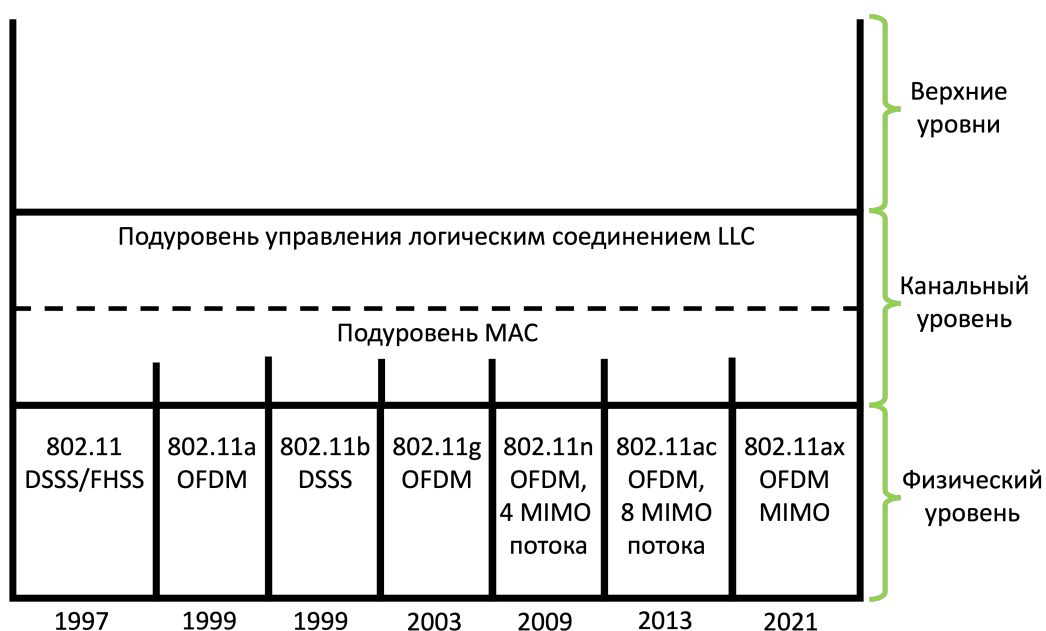 Верхние
уровни
Подуровень управления логическим соединением LLC
Канальный
уровень
Подуровень MAC
802.11
DSSS/FHSS
802.11a
OFDM
802.11b
DSSS
802.11g
OFDM
802.11n
OFDM,
4 MIMO
потока
802.11ac
OFDM,
8 MIMO
потока
802.11ax
OFDM
MIMO
Физический
уровень
1997
1999
1999
2003
2009
2013
2021